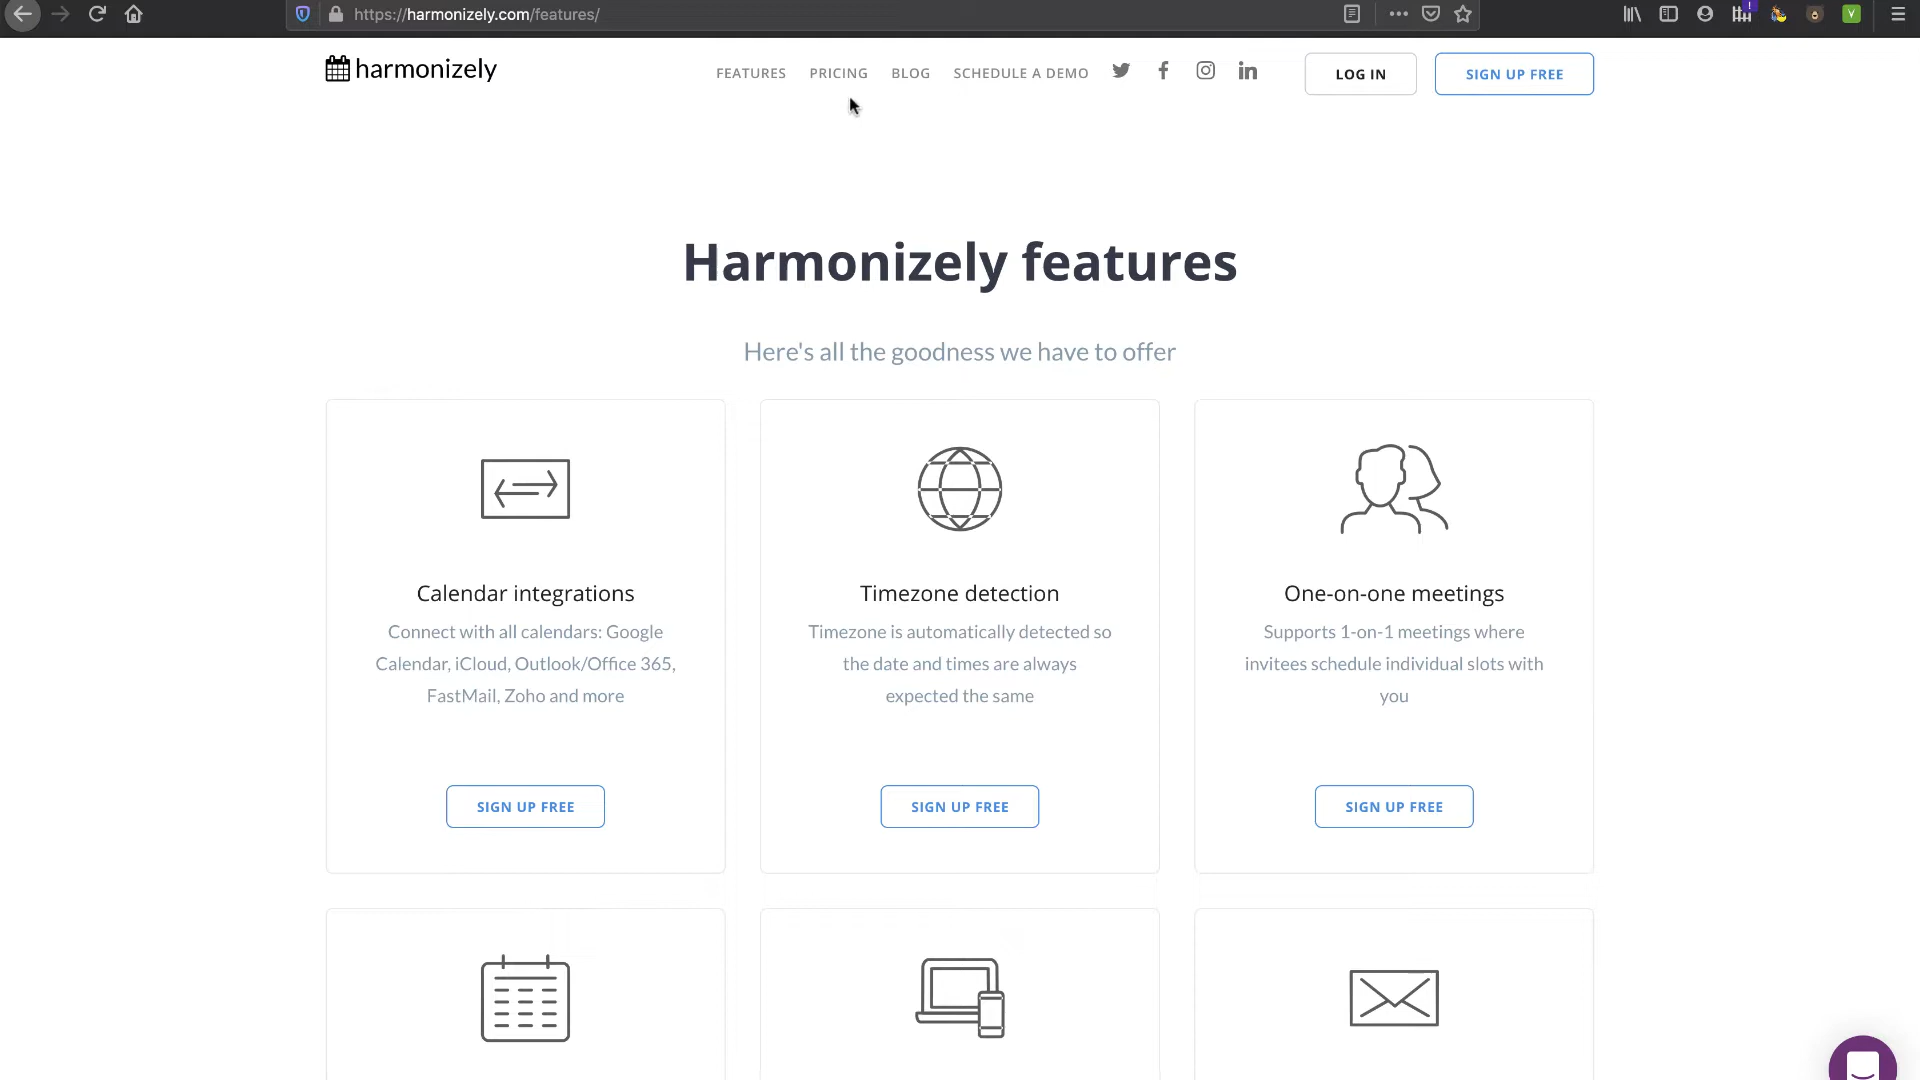 https://harmonizely.com/features/
harmonizely
FEATURES PRICING BLOG SCHEDULE A DEMO
LOG IN
SIGN UP FREE
Harmonizely features
Here's all the goodness we have to offer
Calendar integrations
Connect with all calendars: Google
Calendar, iCloud, Outlook/Office 365,
FastMail, Zoho and more
SIGN UP FREE
Timezone detection
Timezone is automatically detected so
the date and times are always
expected the same
SIGN UP FREE
One-on-one meetings
Supports 1-on-1 meetings where
invitees schedule individual slots with
you
SIGN UP FREE